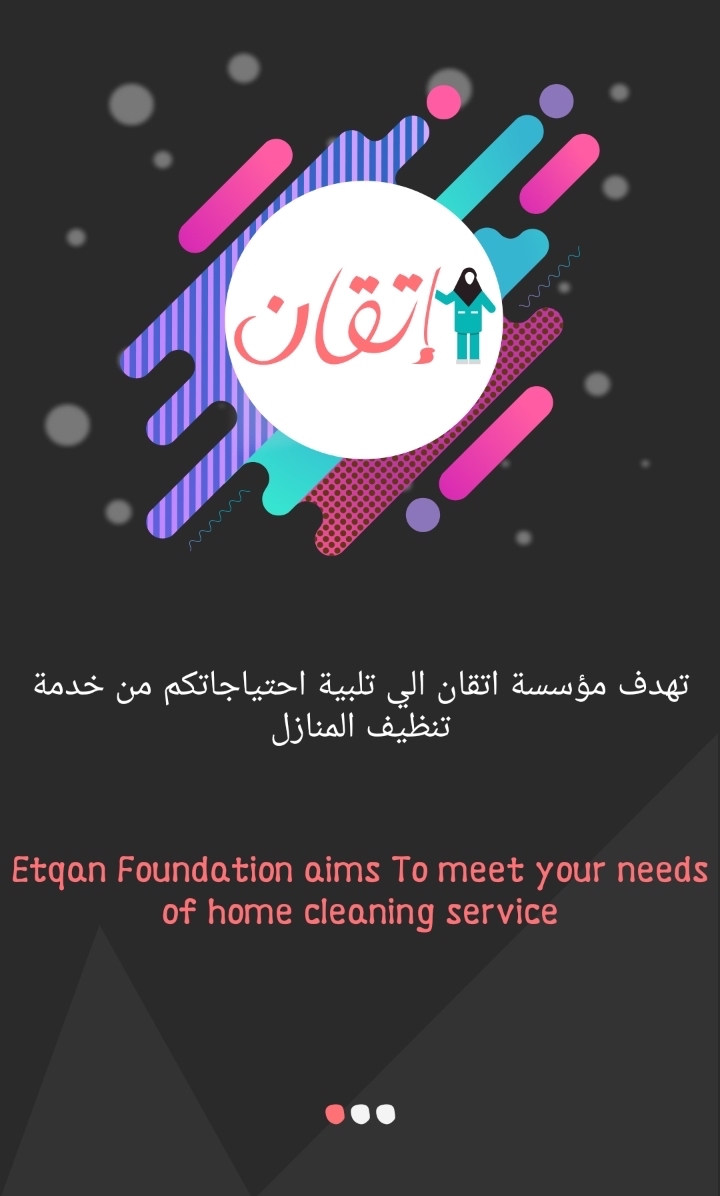 إتقان
تهدف مؤسسة اتقان الي تلبية احتياجاتكم من خدمة
تنظيف المنازل
Etqan Foundation aims To meet your needs
of home cleaning service